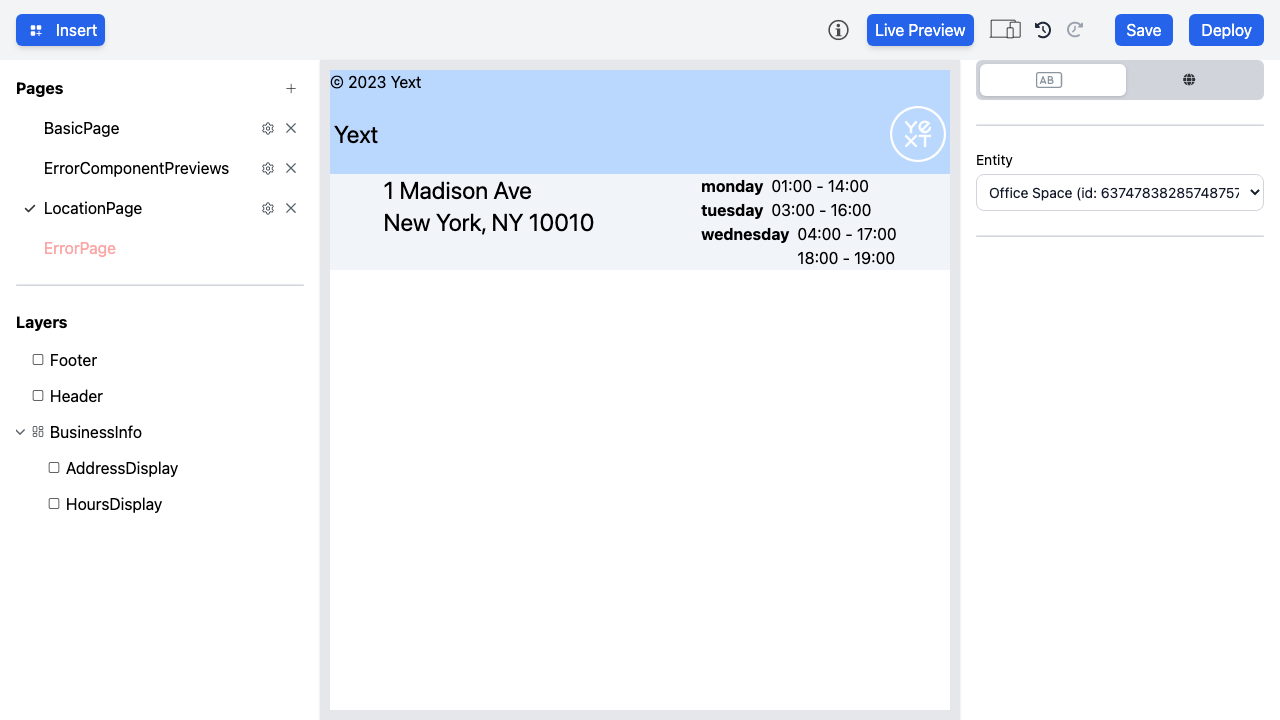 Insert
Live Preview
Save
Deploy
Pages
BasicPage
ErrorComponentPreviews
LocationPage
ErrorPage
Layers
Footer
Header
BusinessInfo
AddressDisplay
HoursDisplay
© 2023 Yext
Yext
YEXT
1 Madison Ave
New York, NY 10010
monday 01:00 - 14:00
tuesday 03:00 - 16:00
wednesday 04:00 - 17:00
18:00 - 19:00
AB
Entity
Office Space (id: 63747838285748757